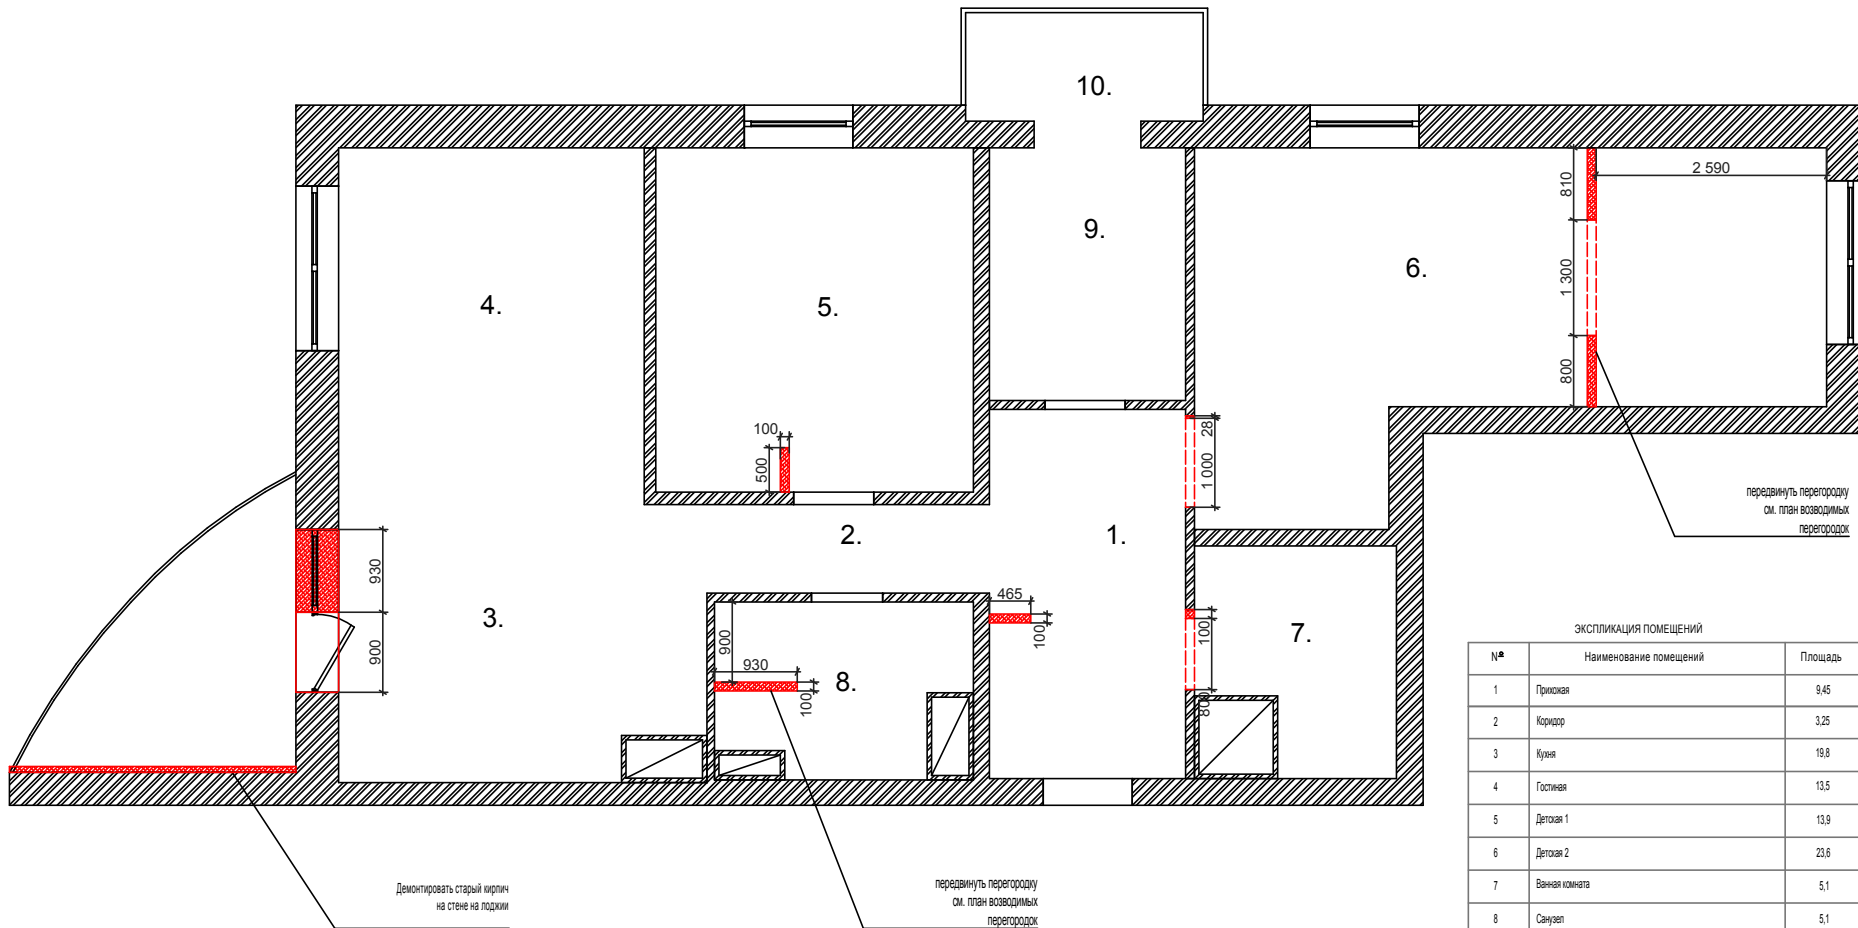 10.
810
2 590
9.
6.
1 300
4.
5.
800
100
28
500
1 000
передвинуть перегородку
см. план возводимых
перегородок
2.
1.
930
465
3.
900
100
100
7.
900
930
8.
100
800
ЭКСПЛИКАЦИЯ ПОМЕЩЕНИЙ
№ Наименование помещений Площадь
1 Прихожая 9,45
2 Коридор 3,25
3 Кухня 19,8
4 Гостиная 13,5
5 Детская 1 13,9
6 Детская 2 23,6
7 Ванная комната 5,1
8 Санузел 5,1
Демонтировать старый кирпич
на стене на лоджии
передвинуть перегородку
см. план возводимых
перегородок